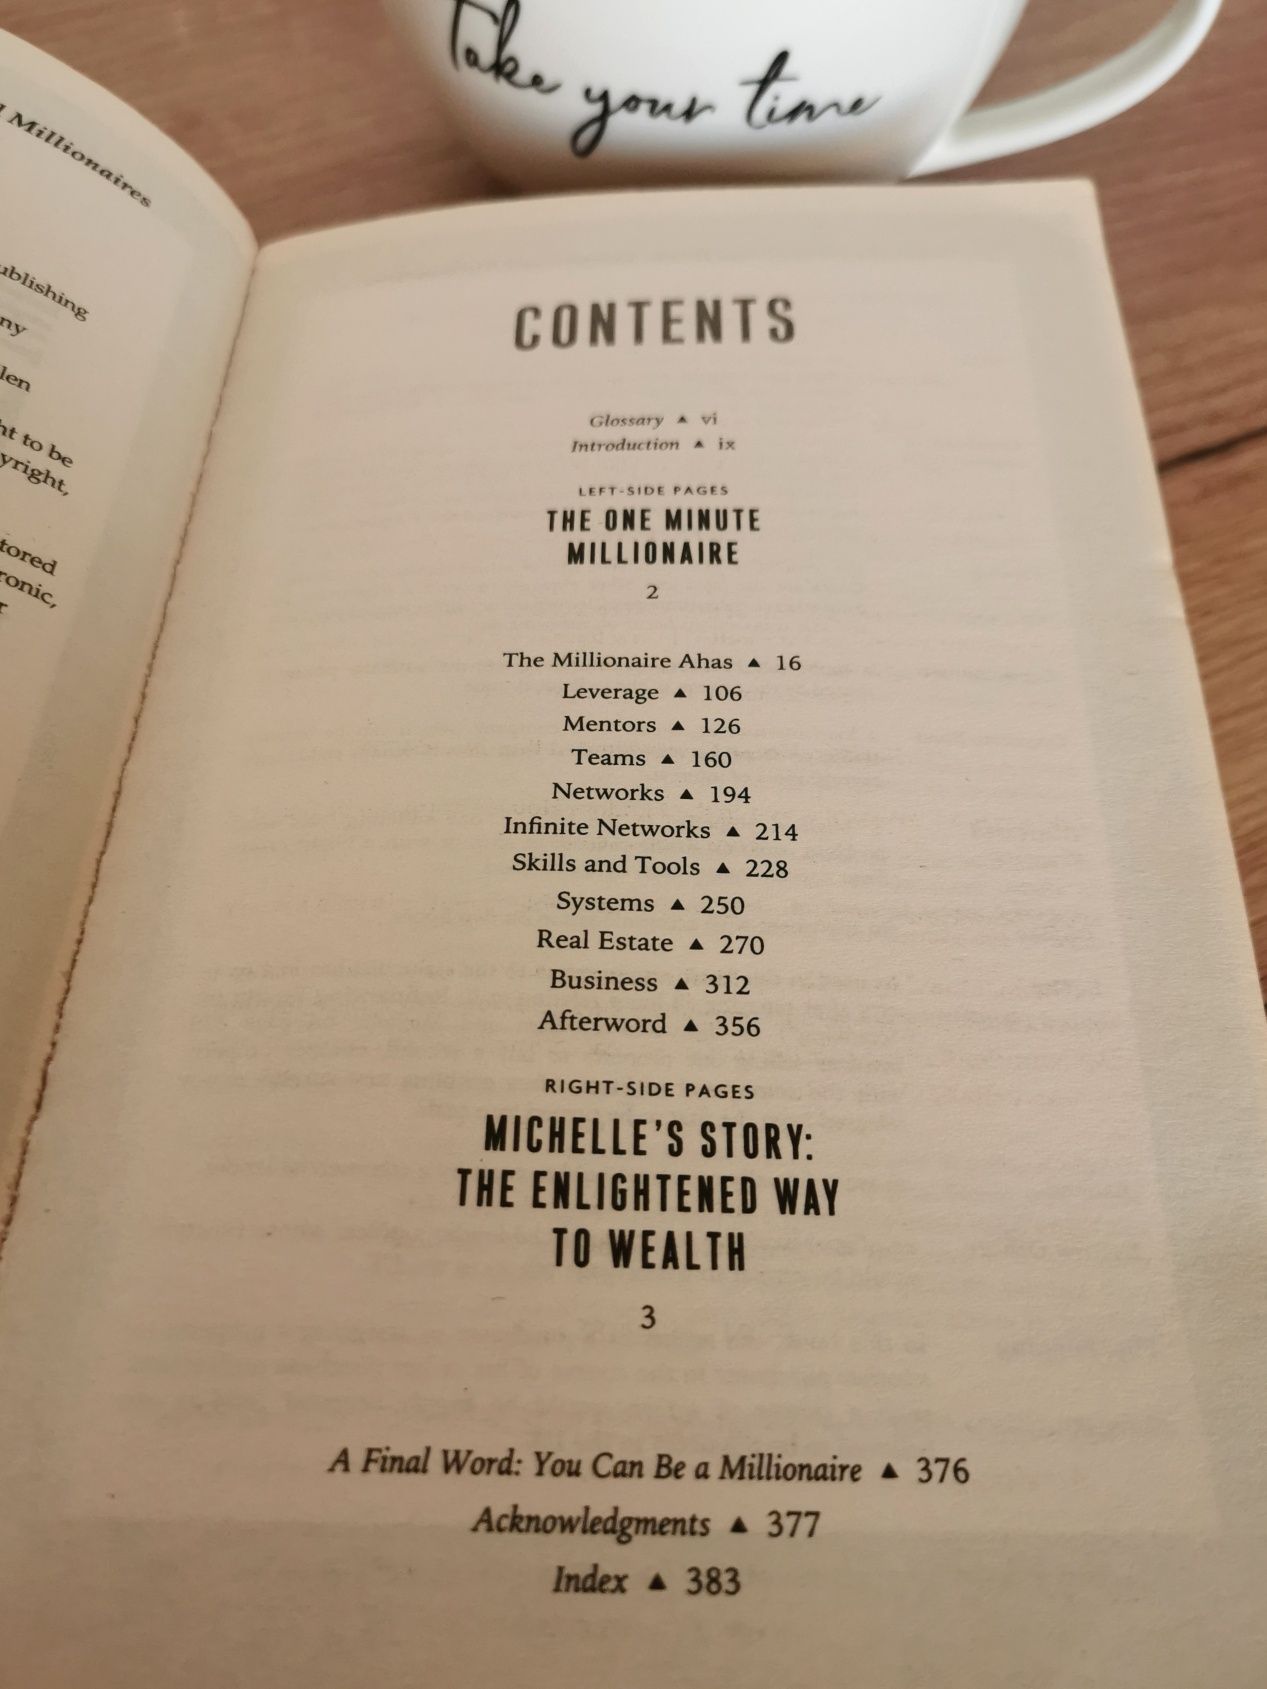 Take your time
Millionaires
ublishing
ny
len
ht to be
yright,
tored
ronic,
r
CONTENTS
Glossary ▲ vi
Introduction ▲ ix
LEFT-SIDE PAGES
THE ONE MINUTE
MILLIONAIRE
2
The Millionaire Ahas ▲ 16
Leverage ▲ 106
Mentors ▲ 126
Teams ▲ 160
Networks ▲ 194
Infinite Networks ▲ 214
Skills and Tools ▲ 228
Systems ▲ 250
Real Estate ▲ 270
Business ▲ 312
Afterword ▲ 356
RIGHT-SIDE PAGES
MICHELLE'S STORY:
THE ENLIGHTENED WAY
TO WEALTH
3
A Final Word: You Can Be a Millionaire ▲ 376
Acknowledgments ▲ 377
Index ▲ 383